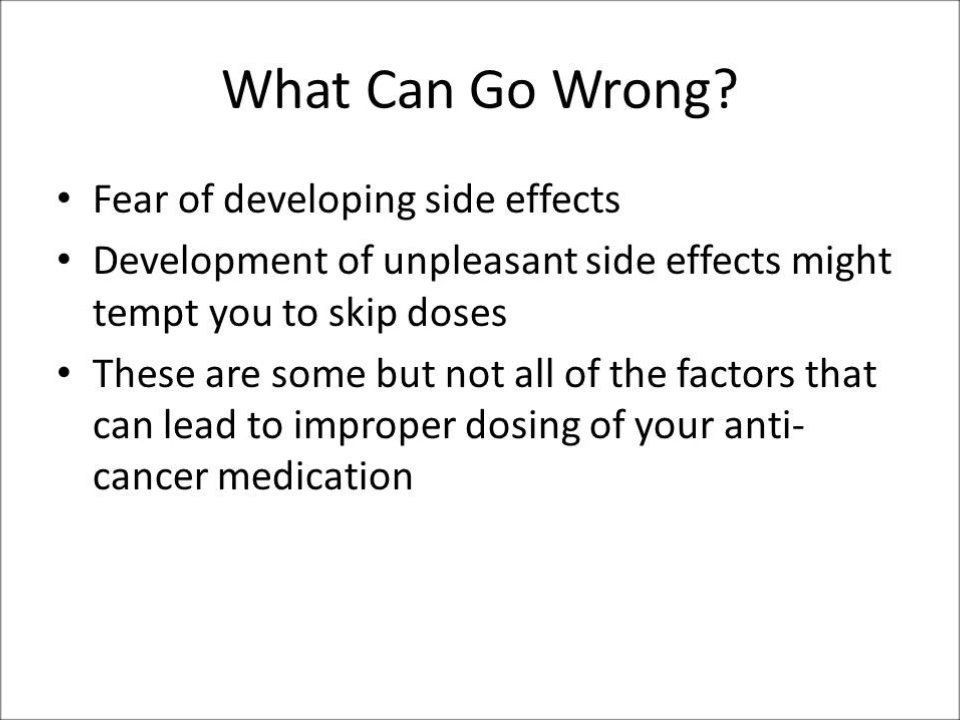 What Can Go Wrong?
• Fear of developing side effects
• Development of unpleasant side effects might
tempt you to skip doses
• These are some but not all of the factors that
can lead to improper dosing of your anti-
cancer medication